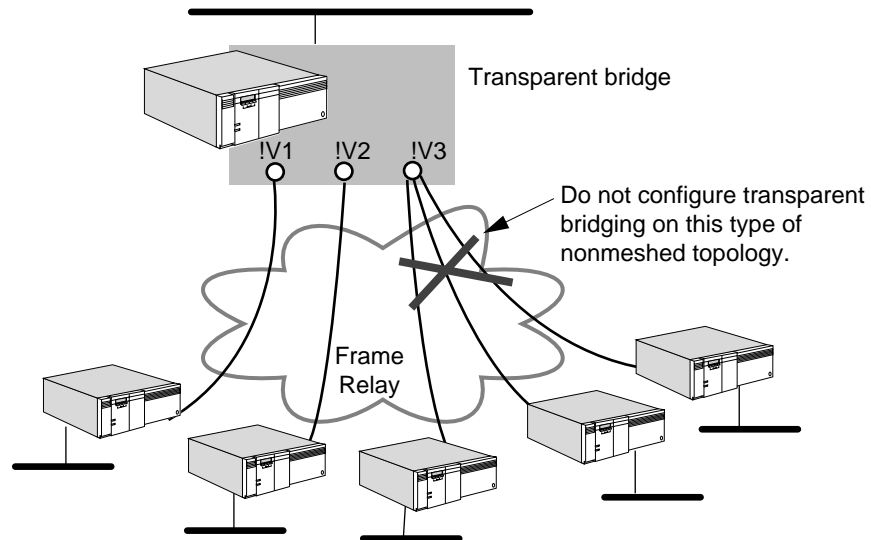 Transparent bridge
!V1 !V2 !V3
Do not configure transparent
bridging on this type of
nonmeshed topology.
Frame
Relay